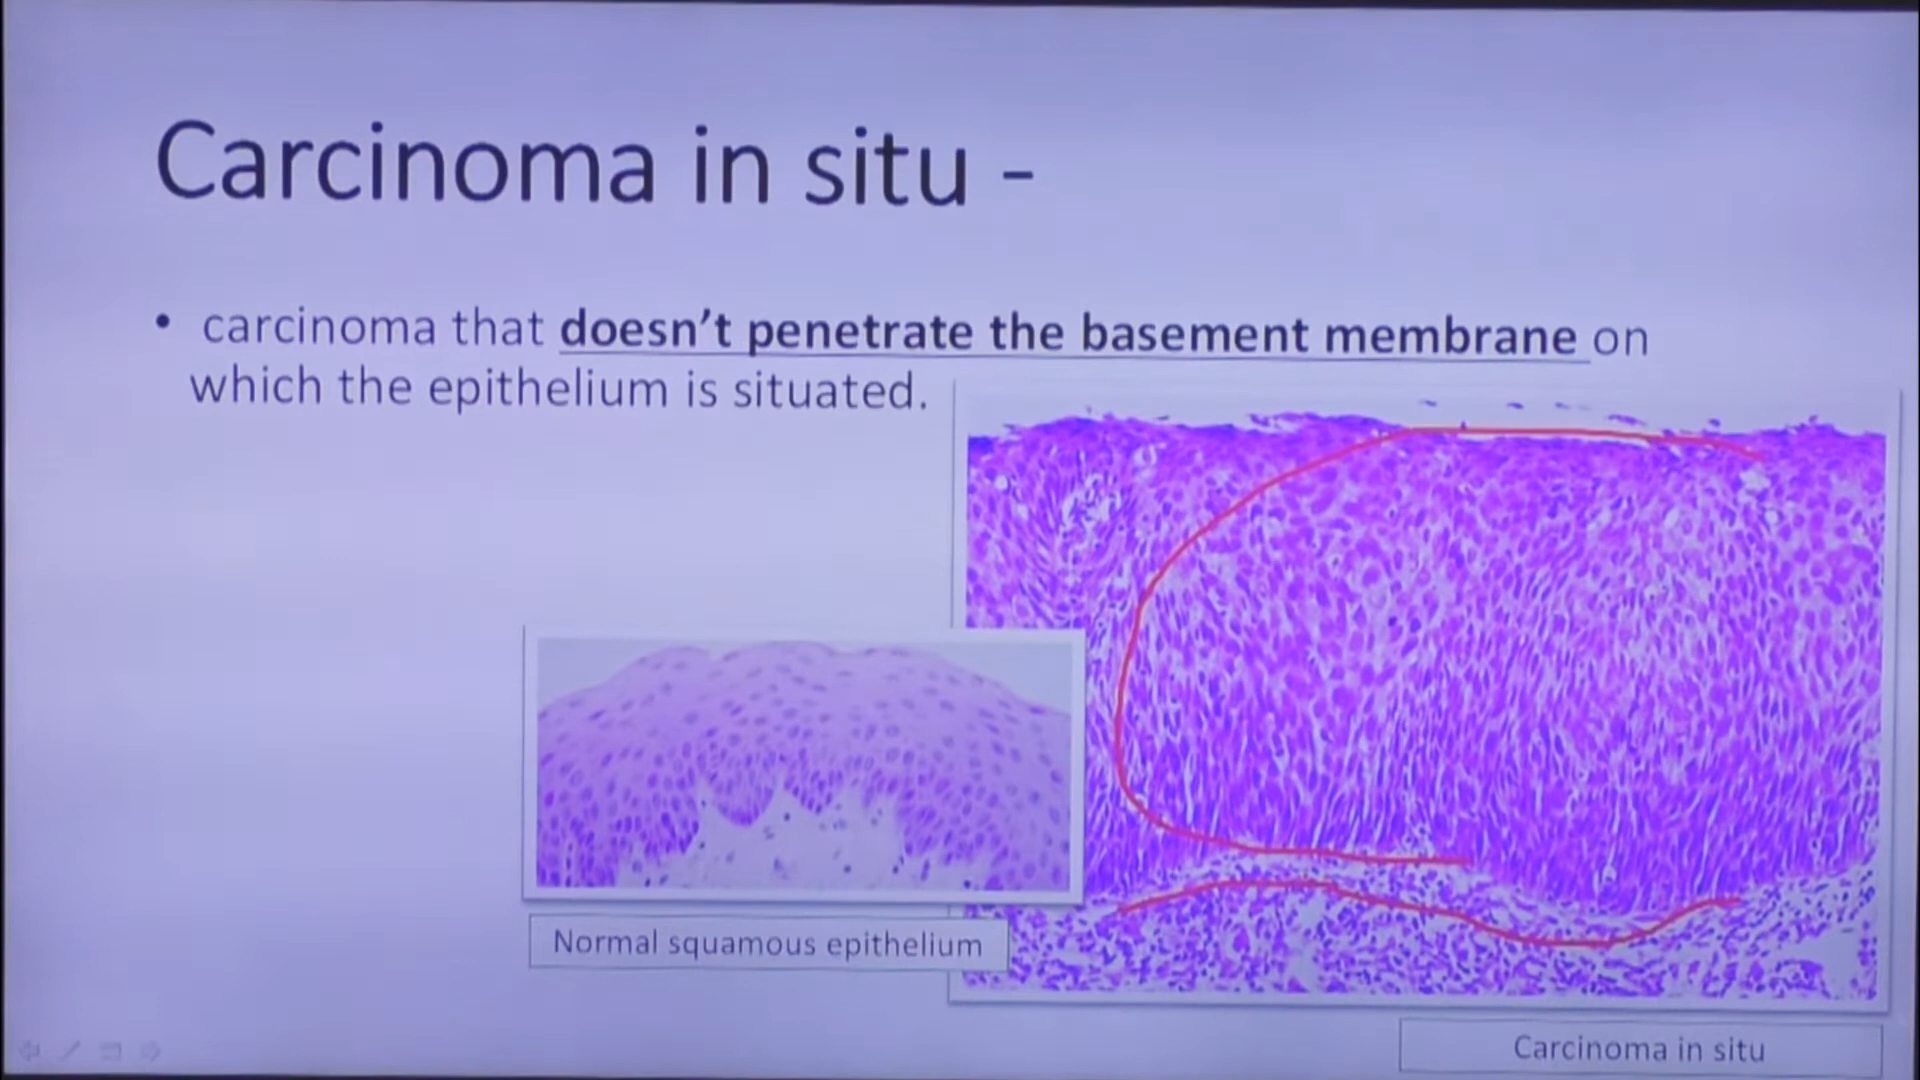 Carcinoma in situ -
• carcinoma that doesn't penetrate the basement membrane on
which the epithelium is situated.
Normal squamous epithelium
Carcinoma in situ